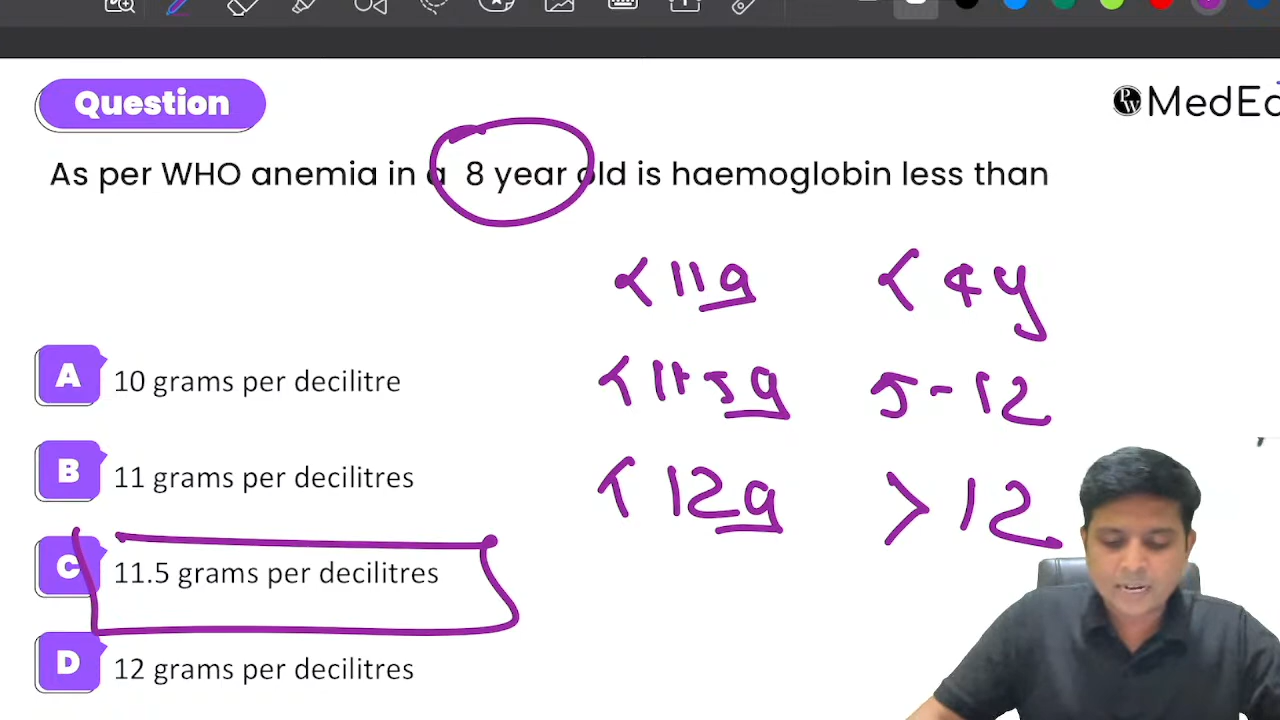 Question
MedEd
As per WHO anemia in a 8 year old is haemoglobin less than
<11g <4y
<11.5g 5-12
<12g >12
A 10 grams per decilitre
B 11 grams per decilitres
C 11.5 grams per decilitres
D 12 grams per decilitres